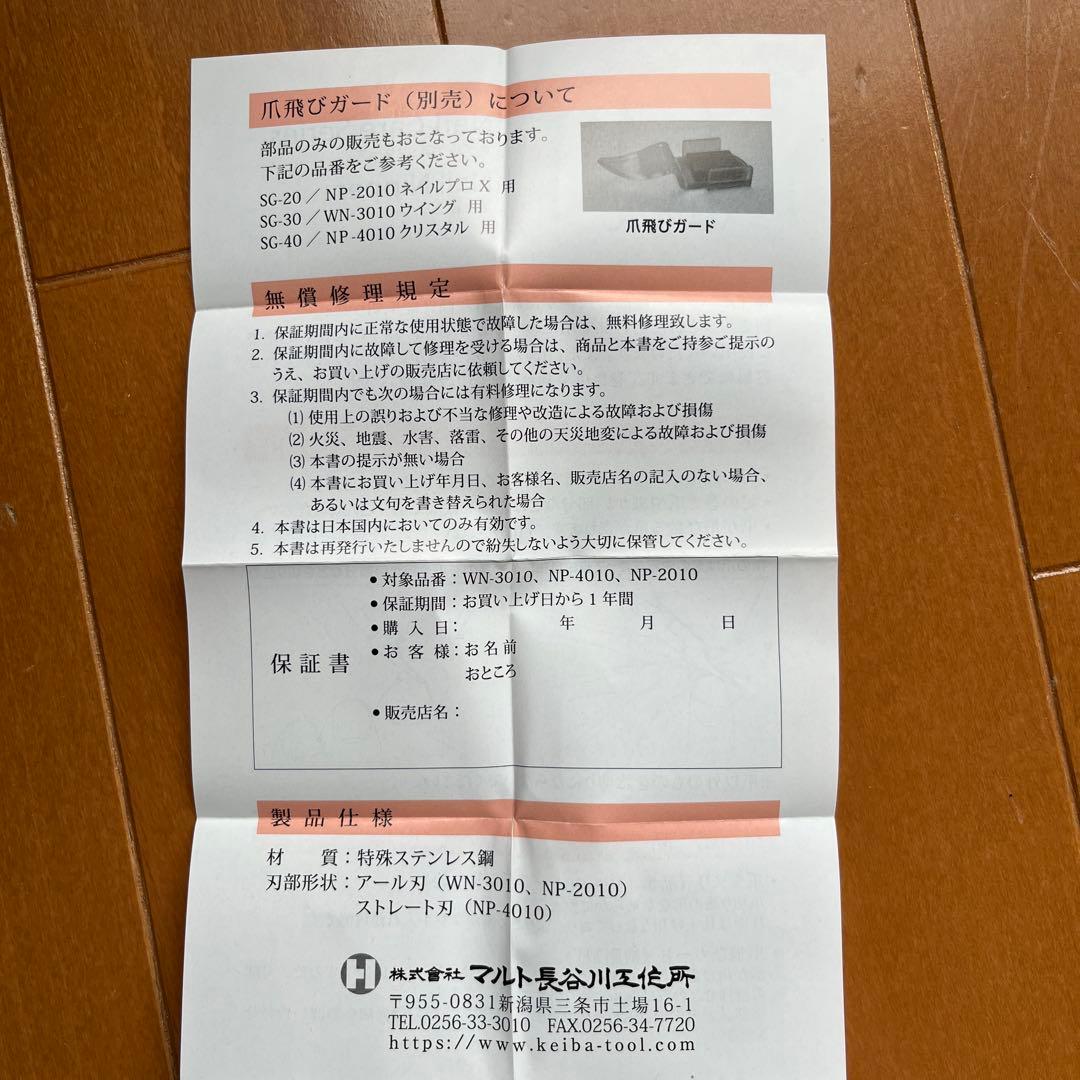 爪飛びガード（別売）について
部品のみの販売もおこなっております。
下記の品番をご参考ください。
SG-20／NP-2010 ネイルプロX 用
SG-30／WN-3010 ウイング 用
SG-40／NP-4010 クリスタル 用
爪飛びガード
無償修理規定
1. 保証期間内に正常な使用状態で故障した場合は、無料修理致します。
2. 保証期間内に故障して修理を受ける場合は、商品と本書をご持参ご提示の
うえ、お買い上げの販売店に依頼してください。
3. 保証期間内でも次の場合には有料修理になります。
(1) 使用上の誤りおよび不当な修理や改造による故障および損傷
(2) 火災、地震、水害、落雷、その他の天災地変による故障および損傷
(3) 本書の提示が無い場合
(4) 本書にお買い上げ年月日、お客様名、販売店名の記入のない場合、
あるいは文句を書き替えられた場合
4. 本書は日本国内においてのみ有効です。
5. 本書は再発行いたしませんので紛失しないよう大切に保管してください。
保証書
●対象品番：WN-3010、NP-4010、NP-2010
●保証期間：お買い上げ日から1年間
●購入日： 年 月 日
●お客様：お名前
おところ
●販売店名：
製品仕様
材質：特殊ステンレス鋼
刃部形状：アール刃（WN-3010、NP-2010）
ストレート刃（NP-4010）
H 株式會社 マルト長谷川工作所
〒955-0831新潟県三条市土場16-1
TEL.0256-33-3010 FAX.0256-34-7720
https://www.keiba-tool.com